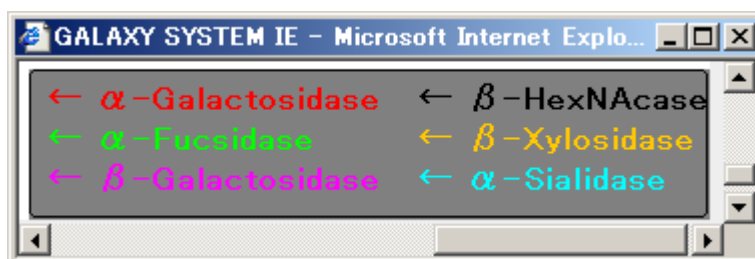 GALAXY SYSTEM IE - Microsoft Internet Explo...
← α-Galactosidase ← β-HexNAcase
← α-Fucsidase ← β-Xylosidase
← β-Galactosidase ← α-Sialidase